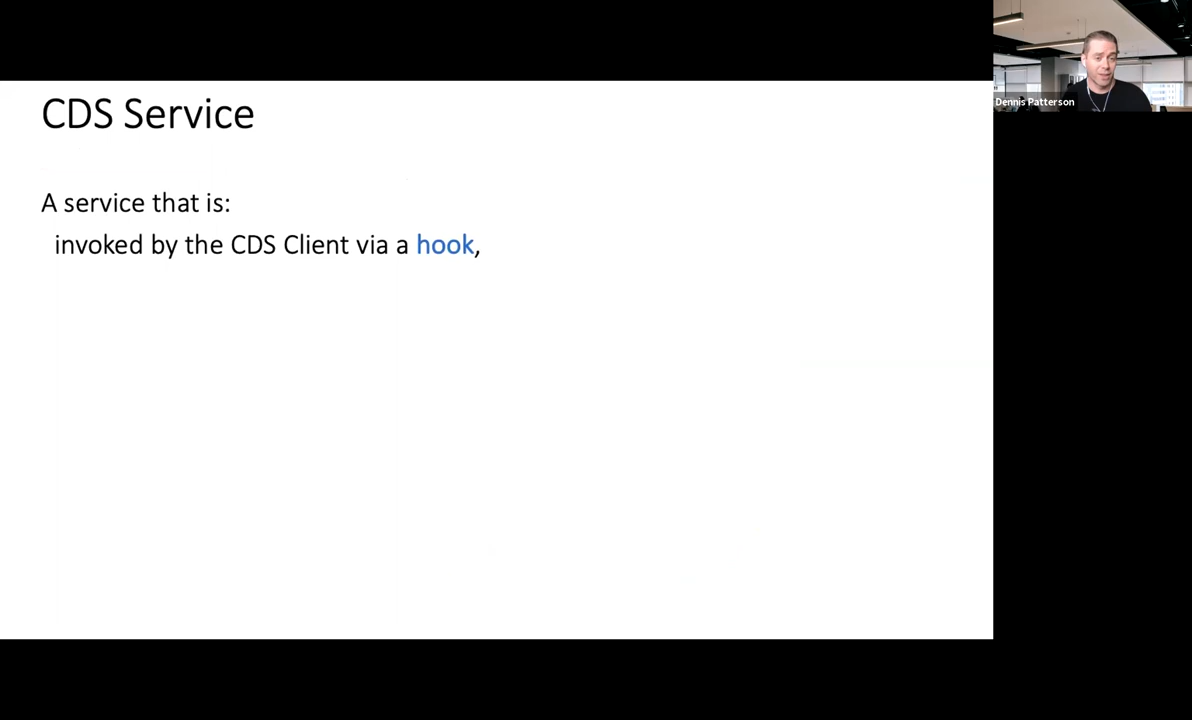 CDS Service
A service that is:
invoked by the CDS Client via a hook,
Dennis Patterson